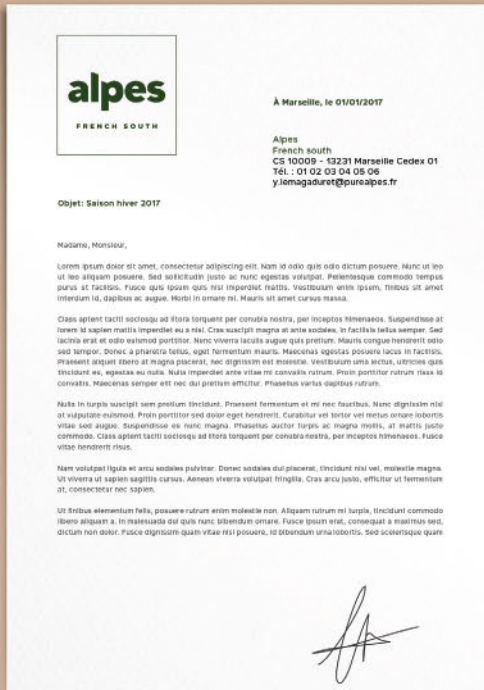 alpes
FRENCH SOUTH
À Marseille, le 01/01/2017
Alpes
French south
CS 10009 - 13231 Marseille Cedex 01
Tél. : 01 02 03 04 05 06
y.lemagaduret@purealpes.fr
Objet: Saison hiver 2017
Madame, Monsieur,
Lorem ipsum dolor sit amet, consectetur adipiscing elit. Nam id odio quis odio dictum posuere. Nunc ut leo
ut leo aliquam posuere. Sed sollicitudin justo ac nunc egestas volutpat. Pellentesque commodo tempus
purus at facilisis. Fusce quis ipsum quis nisl imperdiet mattis. Vestibulum enim ipsum, finibus sit amet
interdum id, dapibus ac augue. Morbi in ornare mi. Mauris sit amet cursus massa.
Class aptent taciti sociosqu ad litora torquent per conubia nostra, per inceptos himenaeos. Suspendisse at
lorem id sapien mattis imperdiet eu a nisl. Cras suscipit magna at ante sodales, in facilisis tellus semper. Sed
lacinia erat et odio euismod porttitor. Nunc viverra iaculis augue quis pretium. Mauris congue hendrerit odio
sed tempor. Donec a pharetra tellus, eget fermentum mauris. Maecenas egestas posuere lacus in facilisis.
Praesent aliquet libero at magna placerat, nec dignissim est molestie. Vestibulum urna lectus, ultricies quis
tincidunt eu, egestas eu nulla. Nulla imperdiet ante vitae mi convallis rutrum. Proin porttitor rutrum risus id
convallis. Maecenas semper elit nec dui pretium efficitur. Phasellus varius dapibus rutrum.
Nulla in turpis suscipit sem pretium tincidunt. Praesent fermentum et mi nec faucibus. Nunc dignissim nisl
at vulputate euismod. Proin porttitor sed dolor eget hendrerit. Curabitur vel tortor vel metus ornare lobortis
vitae sed augue. Suspendisse eu nunc magna. Phasellus auctor turpis ac magna mollis, at mattis justo
commodo. Class aptent taciti sociosqu ad litora torquent per conubia nostra, per inceptos himenaeos. Fusce
vitae hendrerit risus.
Nam volutpat ligula et arcu sodales pulvinar. Donec sodales dui placerat, tincidunt nisi vel, molestie magna.
Ut viverra ut sapien sagittis cursus. Aenean viverra volutpat fringilla. Cras arcu justo, efficitur ut fermentum
at, consectetur nec sapien.
Ut finibus elementum felis, posuere rutrum enim molestie non. Aliquam rutrum mi turpis, tincidunt commodo
libero aliquam a. In malesuada dui quis nunc bibendum ornare. Fusce ipsum erat, consequat a maximus sed,
dictum non dolor. Fusce dignissim quam vitae nisl posuere, id bibendum urna lobortis. Sed scelerisque quam